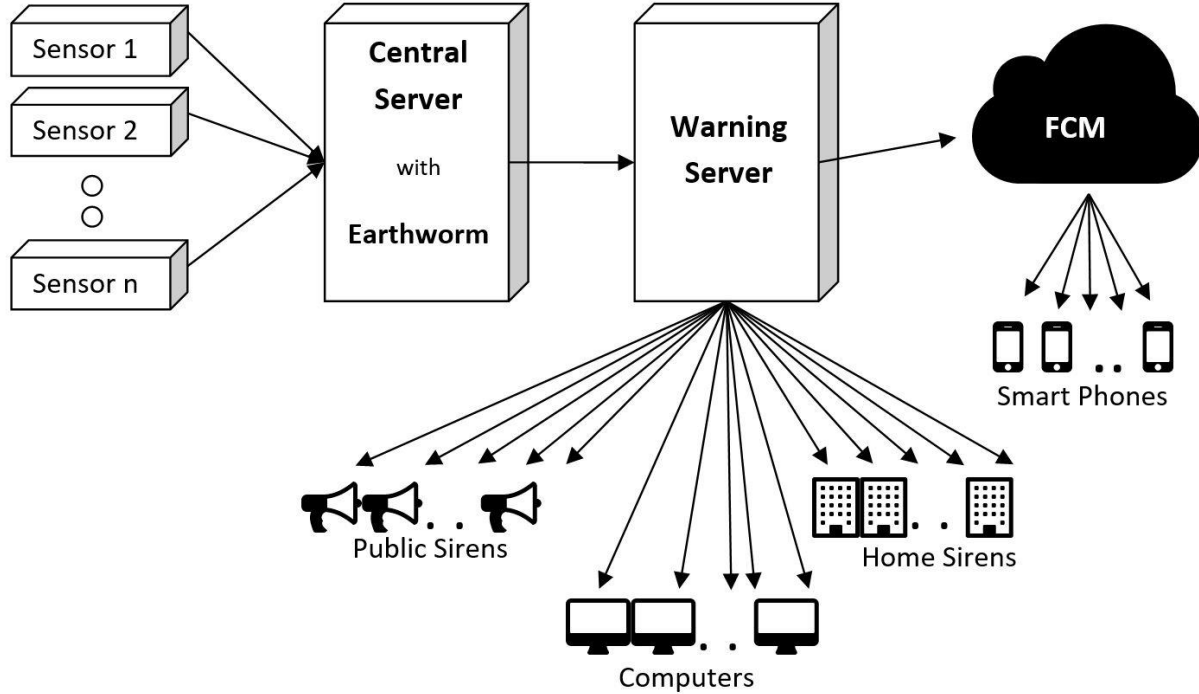 Sensor 1
Sensor 2
Sensor n
Central
Server
with
Earthworm
Warning
Server
FCM
Smart Phones
Public Sirens
Home Sirens
Computers